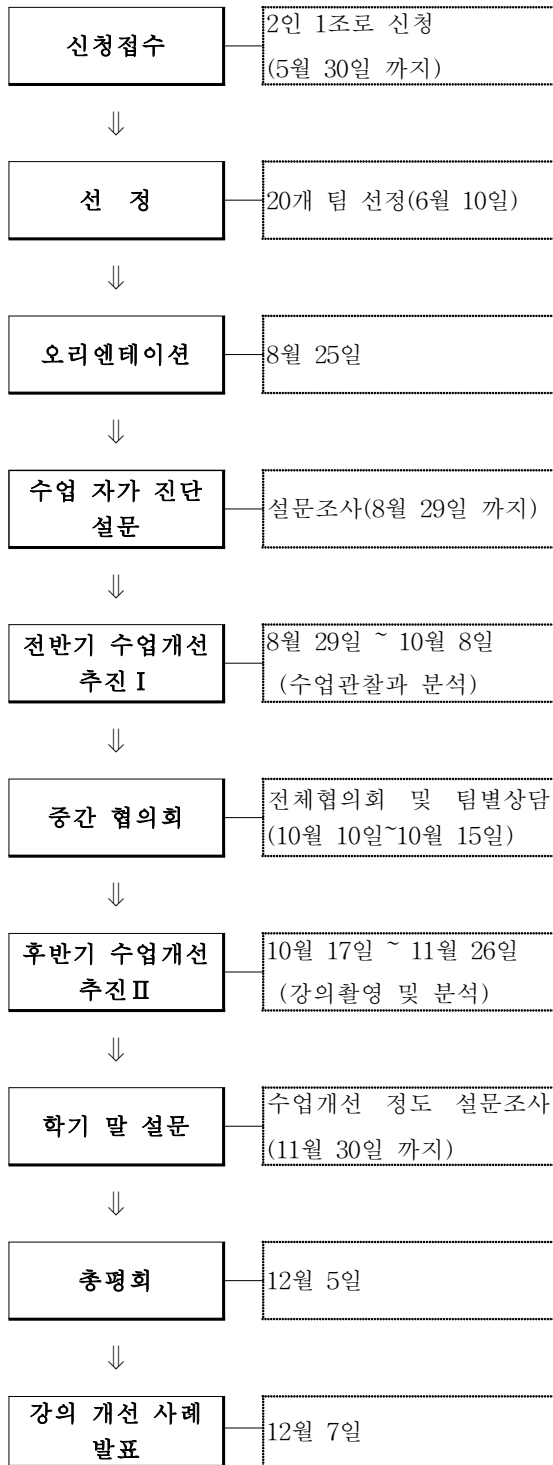 신청접수
2인 1조로 신청
(5월 30일 까지)
⇓
선 정
20개 팀 선정(6월 10일)
⇓
오리엔테이션
8월 25일
⇓
수업 자가 진단
설문
설문조사(8월 29일 까지)
⇓
전반기 수업개선
추진Ⅰ
8월 29일 ~ 10월 8일
(수업관찰과 분석)
⇓
중간 협의회
전체협의회 및 팀별상담
(10월 10일~10월 15일)
⇓
후반기 수업개선
추진Ⅱ
10월 17일 ~ 11월 26일
(강의촬영 및 분석)
⇓
학기 말 설문
수업개선 정도 설문조사
(11월 30일 까지)
⇓
총평회
12월 5일
⇓
강의 개선 사례
발표
12월 7일